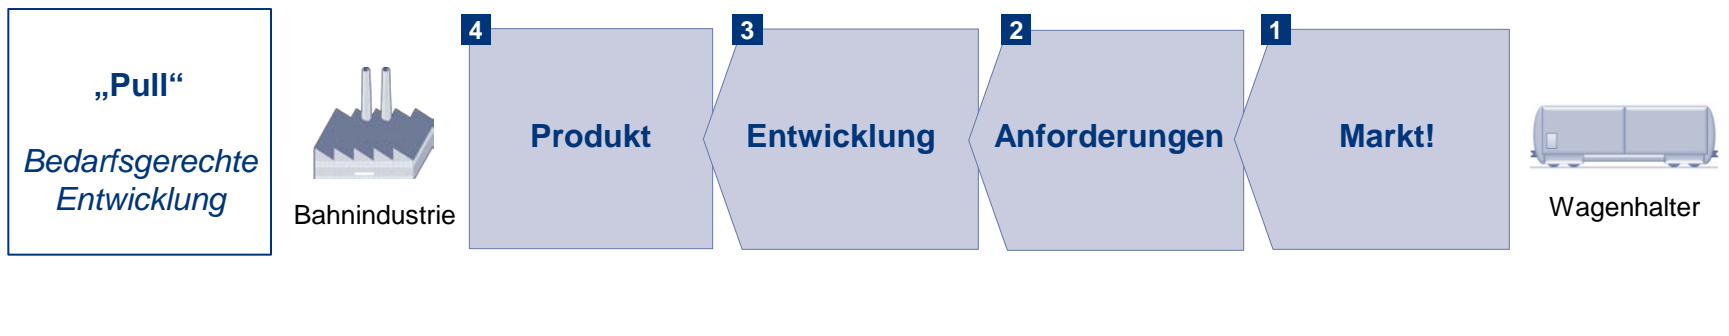 „Pull“
Bedarfsgerechte
Entwicklung
Bahnindustrie
4
Produkt
3
Entwicklung
2
Anforderungen
1
Markt!
Wagenhalter